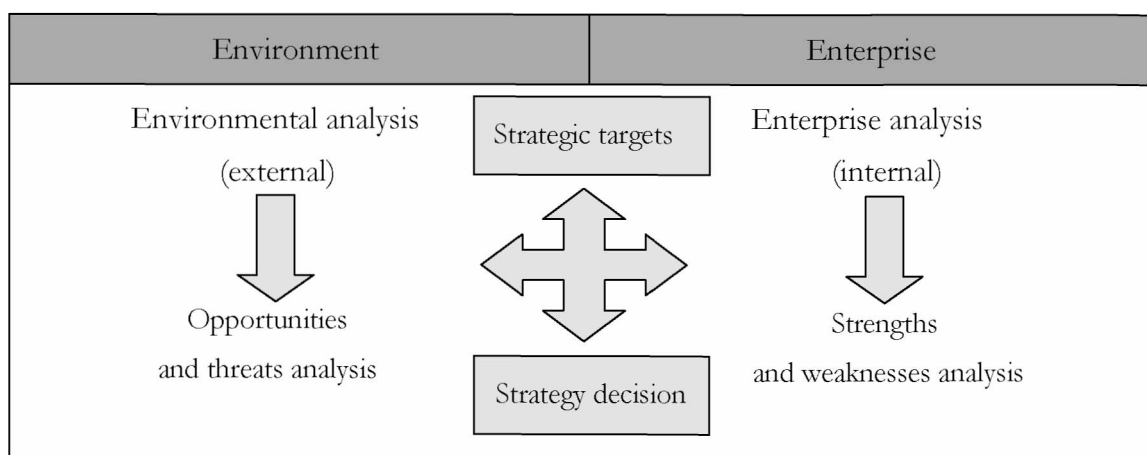 Environment
Enterprise
Environmental analysis
(external)
Opportunities
and threats analysis
Strategic targets
Strategy decision
Enterprise analysis
(internal)
Strengths
and weaknesses analysis